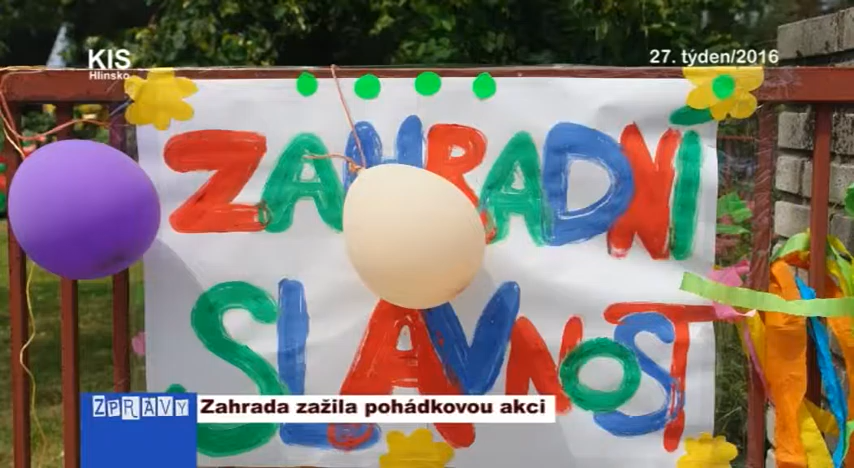 KIS
Hlinsko
27. týden/2016
ZAHRADNÍ
SLAVNOST
ZPRÁVY
Zahrada zažila pohádkovou akci